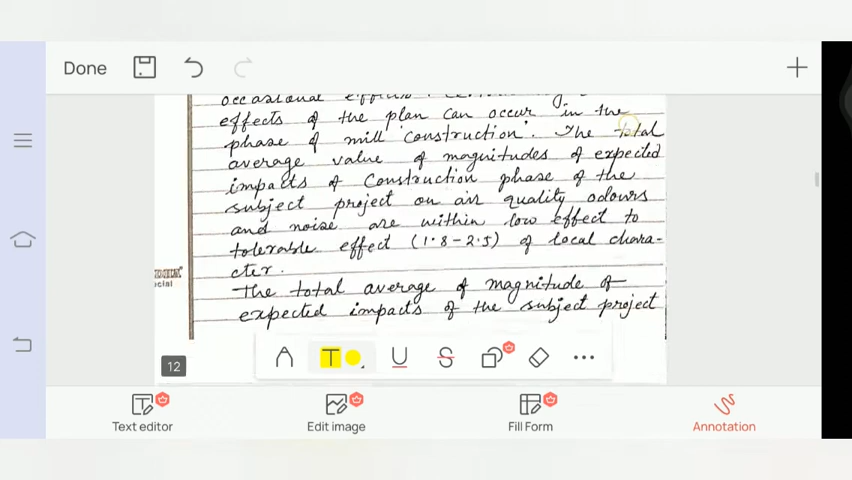 Done
occasional
effects of the plan can occur in the
phase of mill construction. The total
average value of magnitudes of expected
impacts of Construction phase of the
subject project on air quality odours
and noise are within low effect to
tolerable effect (1.8-2.5) of local chara-
cter.
The total average of magnitude of
expected impacts of the subject project
cial
12
T
U
S
Text editor
Edit image
Fill Form
Annotation